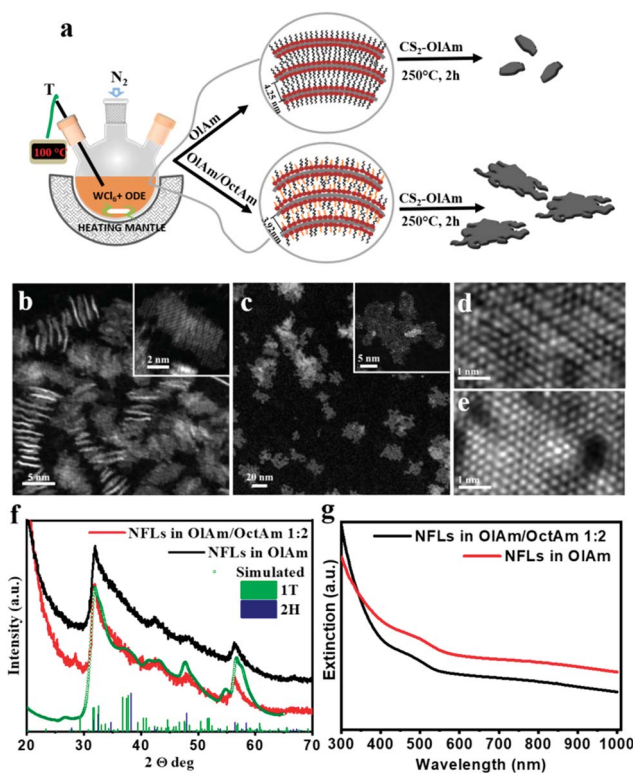 a
T
N2
100 °C
WCl6+ ODE
HEATING MANTLE
OlAm
OlAm/OctAm
4.25 nm
3.92nm
CS2-OlAm
250°C, 2h
CS2-OlAm
250°C, 2h
b
2 nm
5 nm
c
5 nm
20 nm
d
1 nm
e
1 nm
f
NFLs in OlAm/OctAm 1:2
NFLs in OlAm
Simulated
1T
2H
Intensity (a.u.)
20 30 40 50 60 70
2 Θ deg
g
NFLs in OlAm/OctAm 1:2
NFLs in OlAm
Extinction (a.u.)
300 400 500 600 700 800 900 1000
Wavelength (nm)